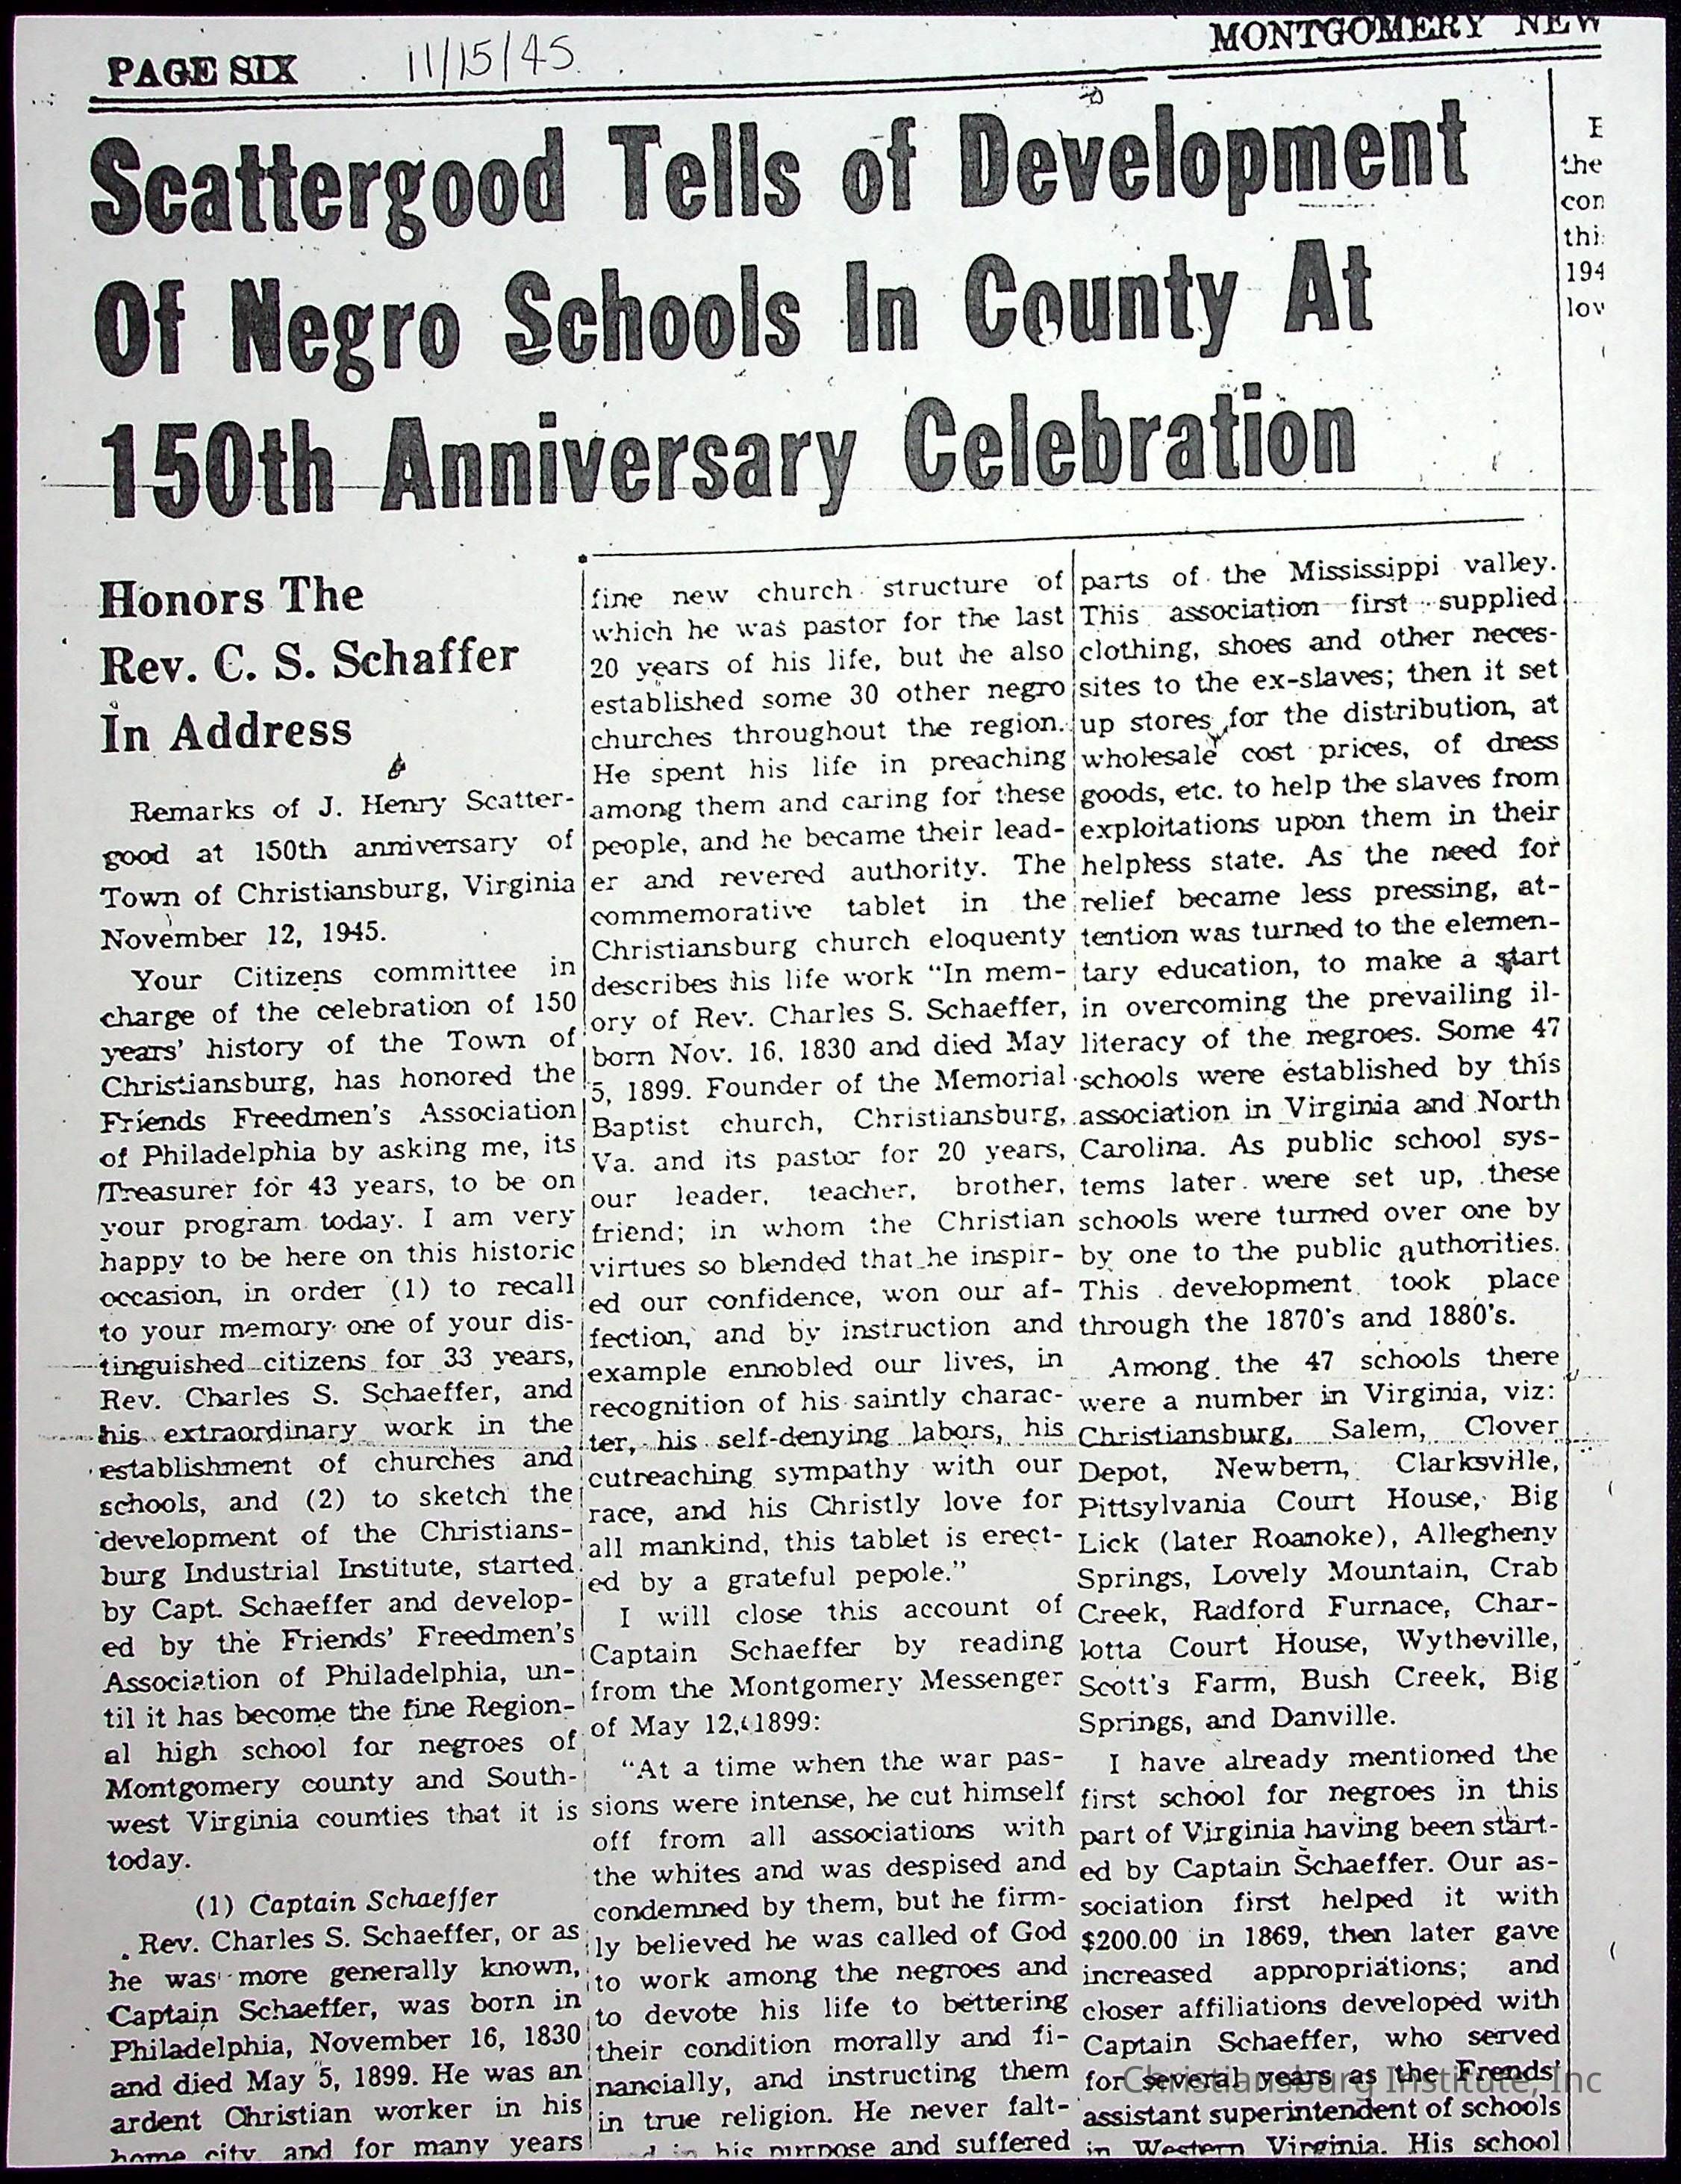 PAGE SIX
11/15/45
MONTGOMERY NEW
Scattergood Tells of Development
Of Negro Schools In County At
150th Anniversary Celebration
Honors The
Rev. C. S. Schaffer
In Address
Remarks of J. Henry Scatter-
good at 150th anniversary of
Town of Christiansburg, Virginia
November 12, 1945.
Your Citizens committee in
charge of the celebration of 150
years' history of the Town of
Christiansburg, has honored the
Friends Freedmen's Association
of Philadelphia by asking me, its
Treasurer for 43 years, to be on
your program today. I am very
happy to be here on this historic
occasion, in order (1) to recall
to your memory one of your dis-
tinguished citizens for 33 years,
Rev. Charles S. Schaeffer, and
his extraordinary work in the
establishment of churches and
schools, and (2) to sketch the
development of the Christians-
burg Industrial Institute, started
by Capt. Schaeffer and develop-
ed by the Friends' Freedmen's
Association of Philadelphia, un-
til it has become the fine Region-
al high school for negroes of
Montgomery county and South-
west Virginia counties that it is
today.
(1) Captain Schaeffer
Rev. Charles S. Schaeffer, or as
he was more generally known,
Captain Schaeffer, was born in
Philadelphia, November 16, 1830
and died May 5, 1899. He was an
ardent Christian worker in his
home city, and for many years
fine new church structure of
which he was pastor for the last
20 years of his life, but he also
established some 30 other negro
churches throughout the region.
He spent his life in preaching
among them and caring for these
people, and he became their lead-
er and revered authority. The
commemorative tablet in the
Christiansburg church eloquenty
describes his life work "In mem-
ory of Rev. Charles S. Schaeffer,
born Nov. 16, 1830 and died May
5, 1899. Founder of the Memorial
Baptist church, Christiansburg,
Va. and its pastor for 20 years,
our leader, teacher, brother,
friend; in whom the Christian
virtues so blended that he inspir-
ed our confidence, won our af-
fection, and by instruction and
example ennobled our lives, in
recognition of his saintly charac-
ter, his self-denying labors, his
outreaching sympathy with our
race, and his Christly love for
all mankind, this tablet is erect-
ed by a grateful pepole."
I will close this account of
Captain Schaeffer by reading
from the Montgomery Messenger
of May 12, 1899:
"At a time when the war pas-
sions were intense, he cut himself
off from all associations with
the whites and was despised and
condemned by them, but he firm-
ly believed he was called of God
to work among the negroes and
to devote his life to bettering
their condition morally and fi-
nancially, and instructing them
in true religion. He never falt-
in his purpose and suffered
parts of the Mississippi valley.
This association first supplied
clothing, shoes and other neces-
sites to the ex-slaves; then it set
up stores for the distribution, at
wholesale cost prices, of dress
goods, etc. to help the slaves from
exploitations upon them in their
helpless state. As the need for
relief became less pressing, at-
tention was turned to the elemen-
tary education, to make a start
in overcoming the prevailing il-
literacy of the negroes. Some 47
schools were established by this
association in Virginia and North
Carolina. As public school sys-
tems later were set up, these
schools were turned over one by
by one to the public authorities.
This development took place
through the 1870's and 1880's.
Among the 47 schools there
were a number in Virginia, viz:
Christiansburg, Salem, Clover
Depot, Newbern, Clarksville,
Pittsylvania Court House, Big
Lick (later Roanoke), Allegheny
Springs, Lovely Mountain, Crab
Creek, Radford Furnace, Char-
lotta Court House, Wytheville,
Scott's Farm, Bush Creek, Big
Springs, and Danville.
I have already mentioned the
first school for negroes in this
part of Virginia having been start-
ed by Captain Schaeffer. Our as-
sociation first helped it with
$200.00 in 1869, then later gave
increased appropriations; and
closer affiliations developed with
Captain Schaeffer, who served
for several years as the Frends'
assistant superintendent of schools
in Western Virginia. His school
the
con
thi
194
lov
Christiansburg Institute, Inc